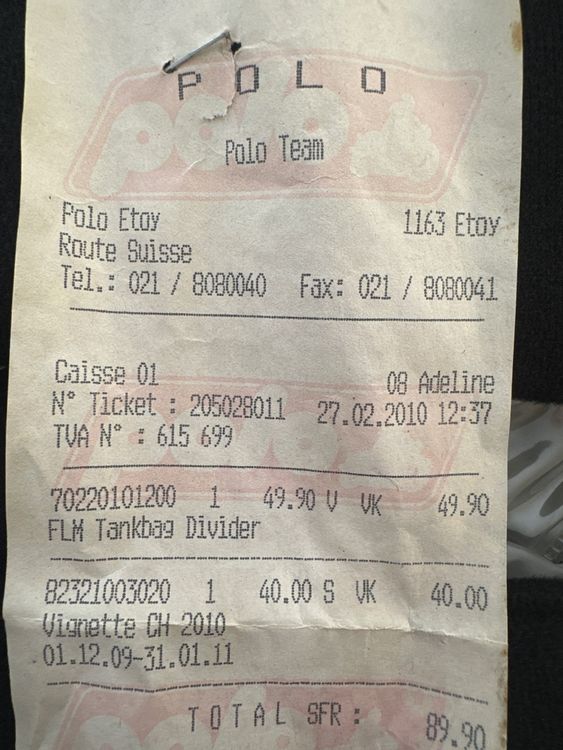 POLO
Polo Team
Polo Etoy 1163 Etoy
Route Suisse
Tel.: 021 / 8080040 Fax: 021 / 8080041
Caisse 01 08 Adeline
N° Ticket : 205028011 27.02.2010 12:37
TVA N° : 615 699
70220101200 1 49.90 V VK 49.90
FLM Tankbag Divider
82321003020 1 40.00 S VK 40.00
Vignette CH 2010
01.12.09-31.01.11
TOTAL SFR : 89.90